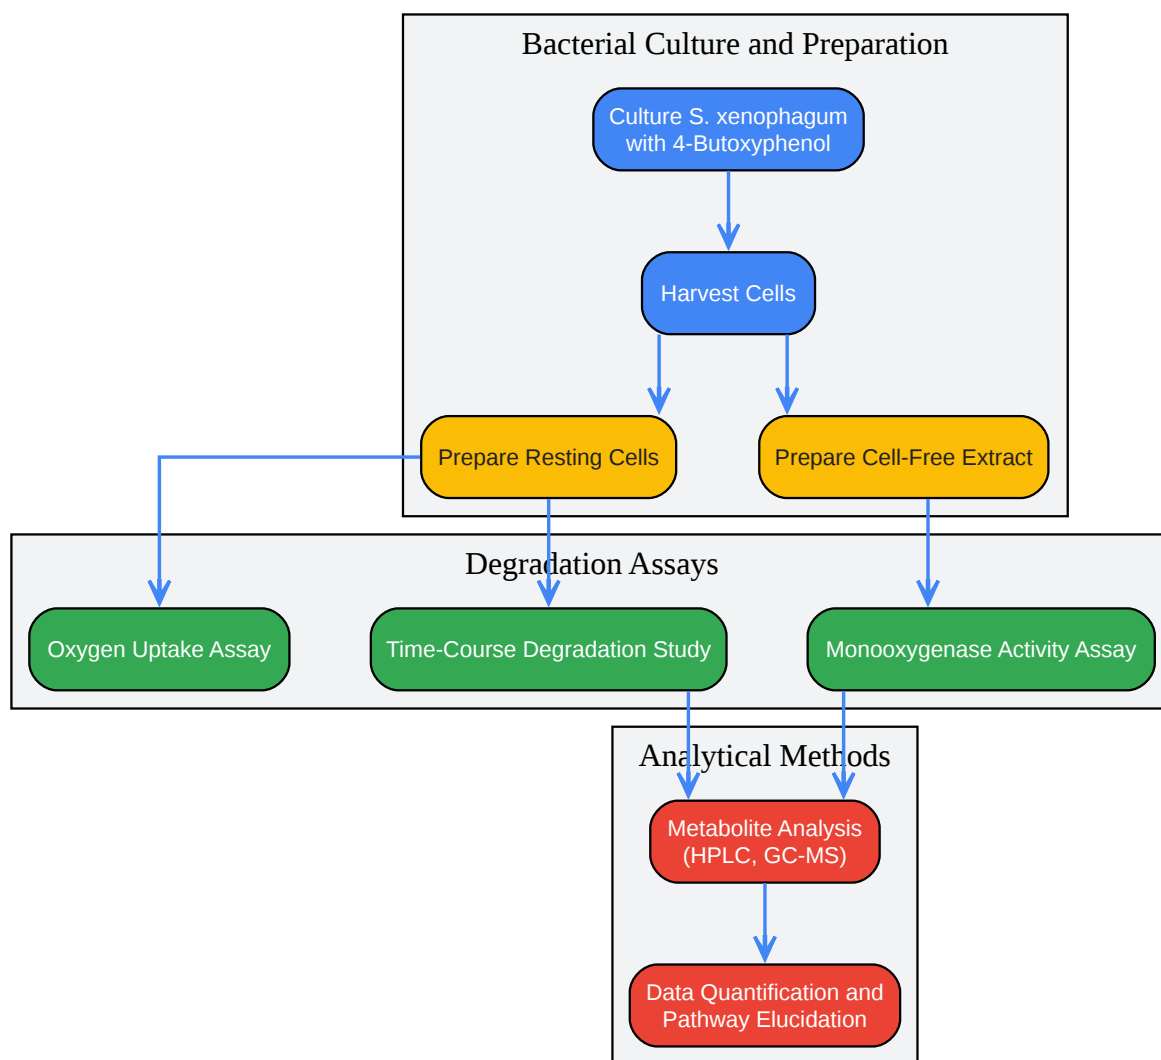 Bacterial Culture and Preparation
Culture S. xenophagum
with 4-Butoxyphenol
Harvest Cells
Prepare Resting Cells
Prepare Cell-Free Extract
Degradation Assays
Oxygen Uptake Assay
Time-Course Degradation Study
Monooxygenase Activity Assay
Analytical Methods
Metabolite Analysis
(HPLC, GC-MS)
Data Quantification and
Pathway Elucidation